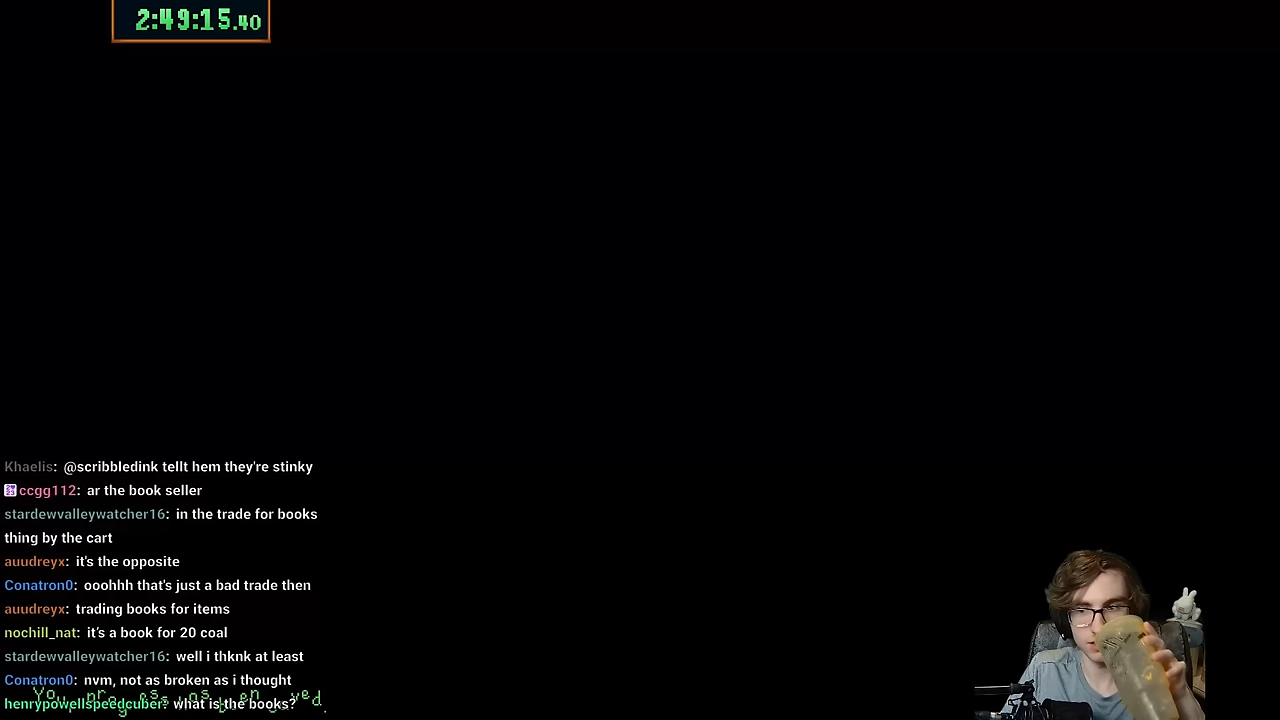 2:49:15.40
Khaelis: @scribbledink tellt hem they're stinky
ccgg112: ar the book seller
stardewvalleywatcher16: in the trade for books
thing by the cart
auudreyx: it's the opposite
Conatron0: ooohhh that's just a bad trade then
auudreyx: trading books for items
nochill_nat: it's a book for 20 coal
stardewvalleywatcher16: well i thknk at least
Conatron0: nvm, not as broken as i thought
henrypowellspeedcuber: what is the books?